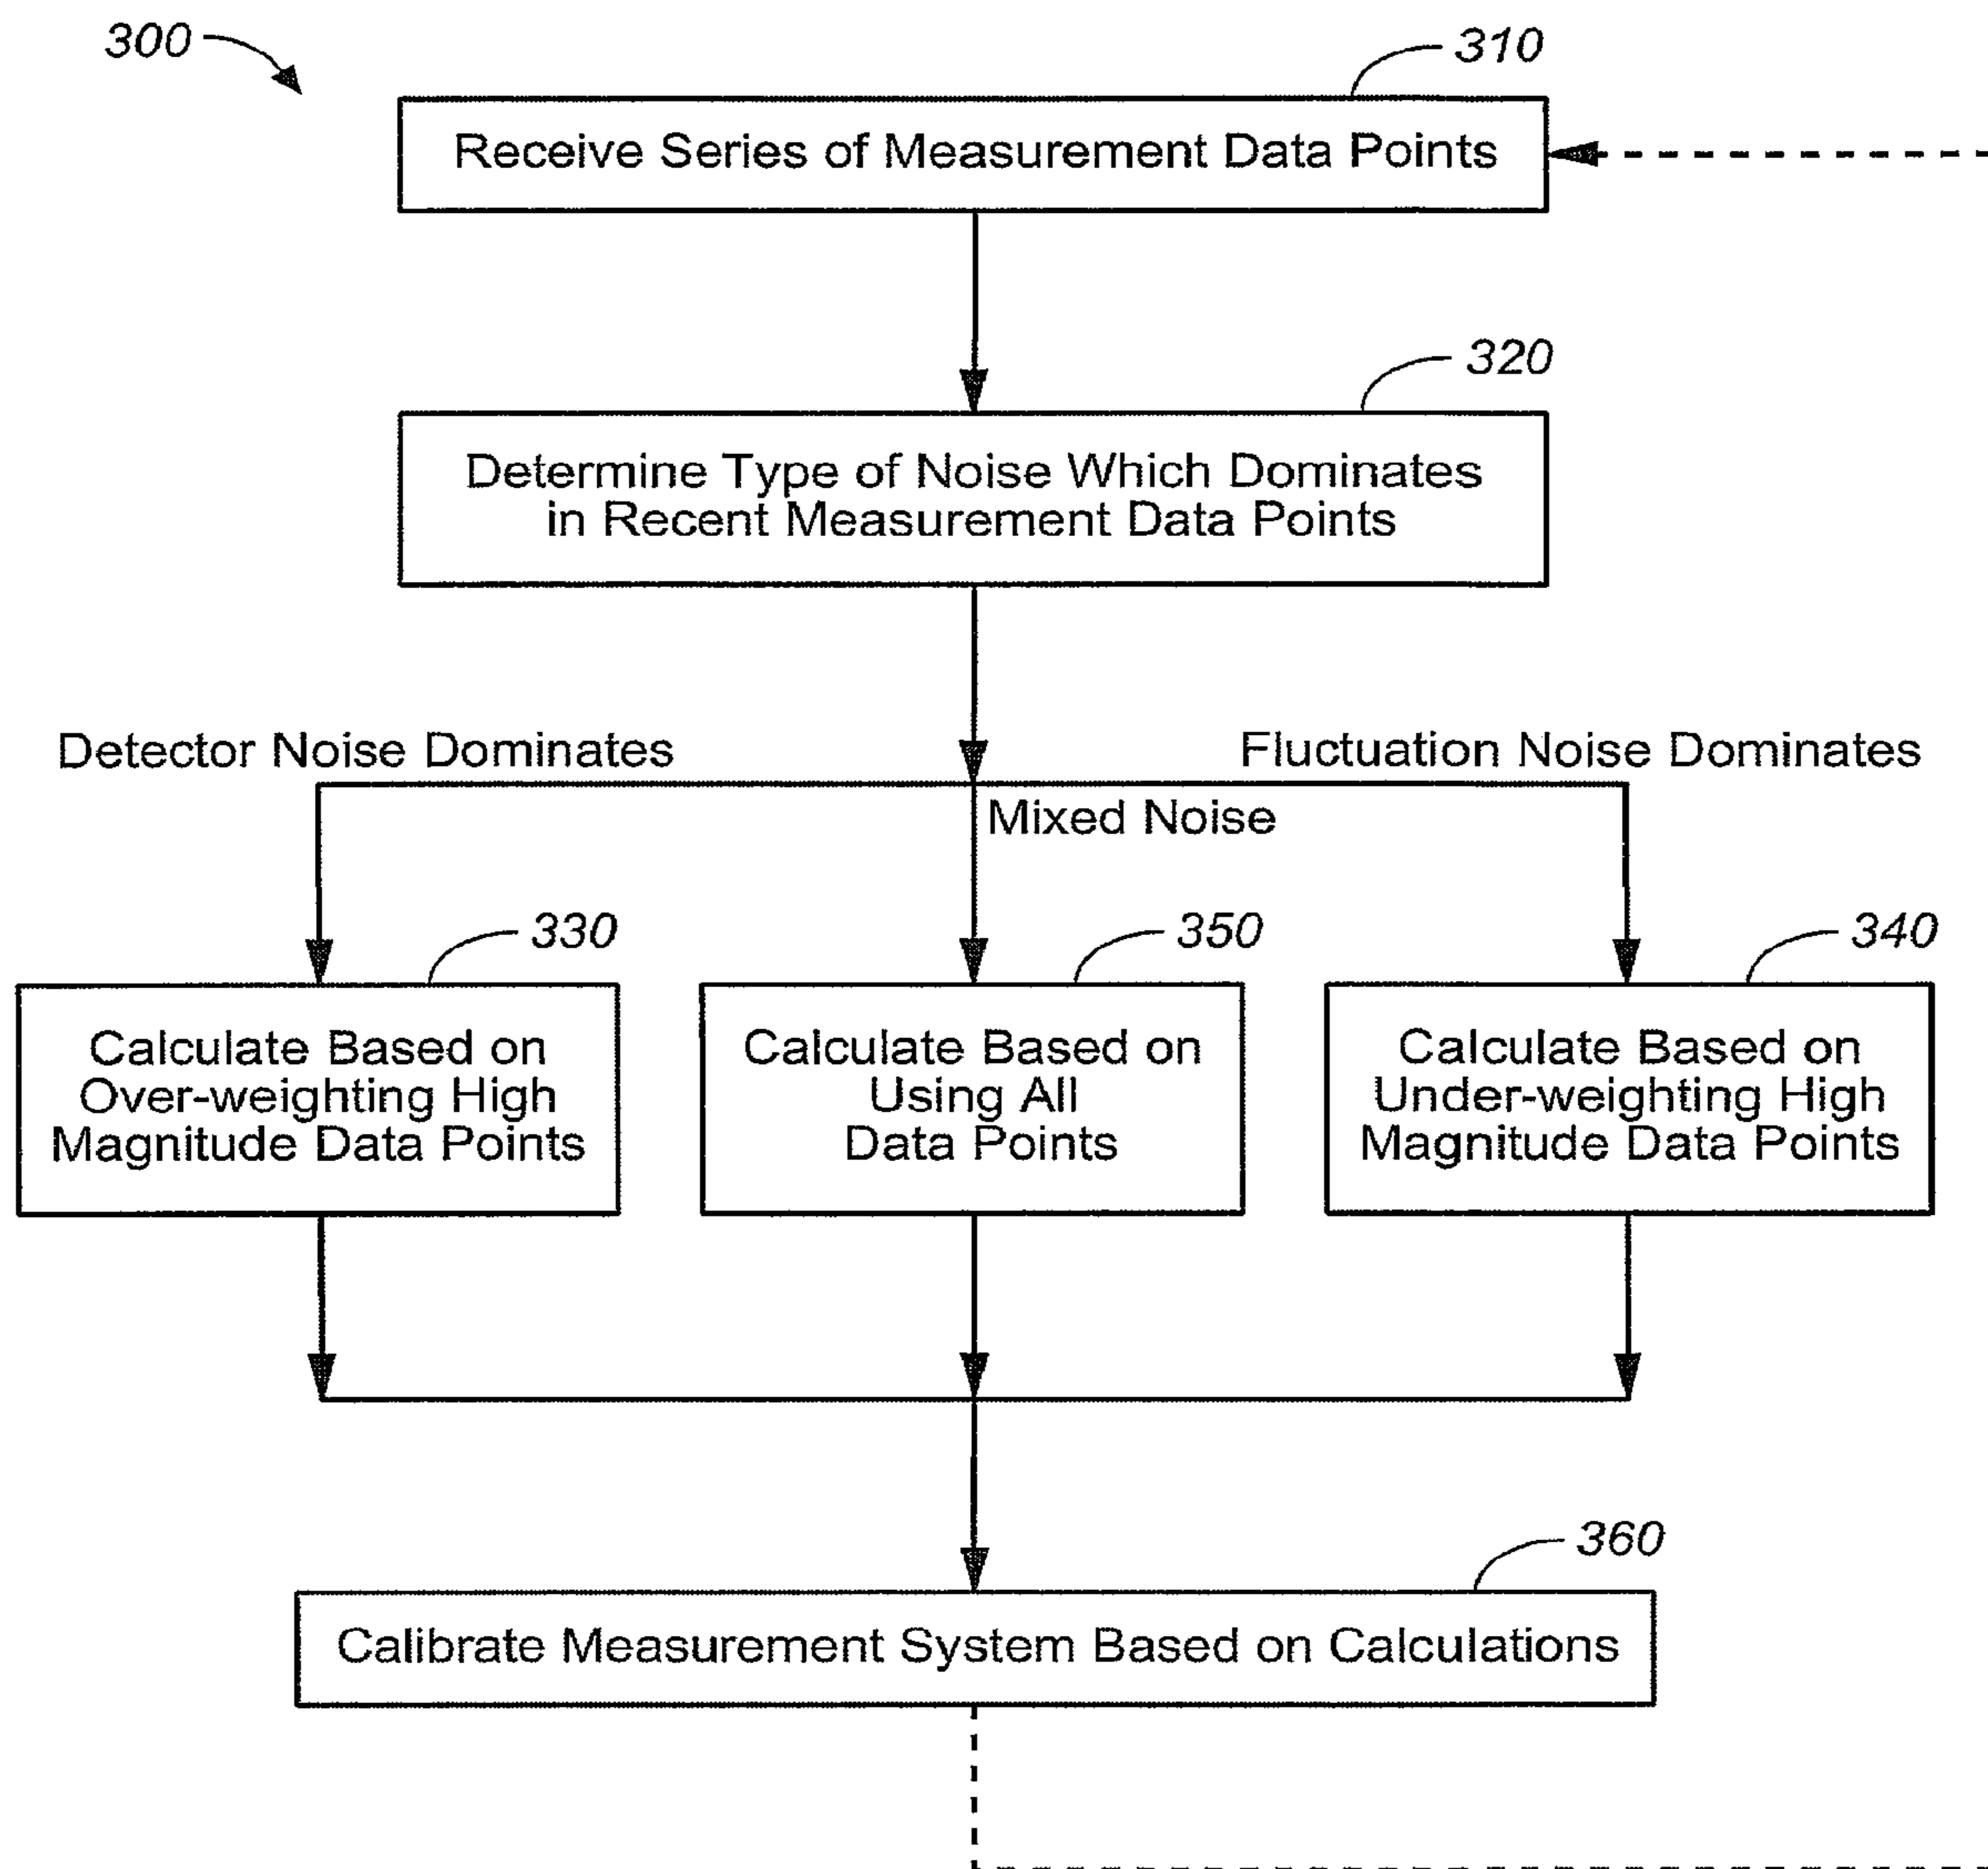 300
310
Receive Series of Measurement Data Points
320
Determine Type of Noise Which Dominates
in Recent Measurement Data Points
Detector Noise Dominates
Fluctuation Noise Dominates
Mixed Noise
330
350
340
Calculate Based on
Over-weighting High
Magnitude Data Points
Calculate Based on
Using All
Data Points
Calculate Based on
Under-weighting High
Magnitude Data Points
360
Calibrate Measurement System Based on Calculations